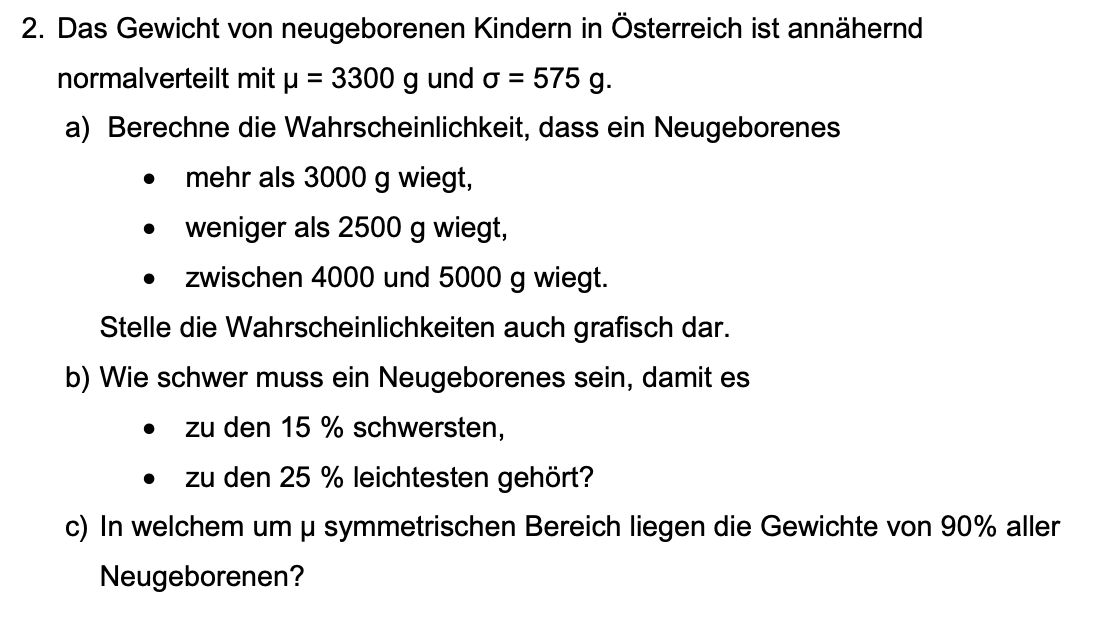 2. Das Gewicht von neugeborenen Kindern in Österreich ist annähernd
normalverteilt mit μ = 3300 g und σ = 575 g.
a) Berechne die Wahrscheinlichkeit, dass ein Neugeborenes
• mehr als 3000 g wiegt,
• weniger als 2500 g wiegt,
• zwischen 4000 und 5000 g wiegt.
Stelle die Wahrscheinlichkeiten auch grafisch dar.
b) Wie schwer muss ein Neugeborenes sein, damit es
• zu den 15 % schwersten,
• zu den 25 % leichtesten gehört?
c) In welchem um μ symmetrischen Bereich liegen die Gewichte von 90% aller
Neugeborenen?